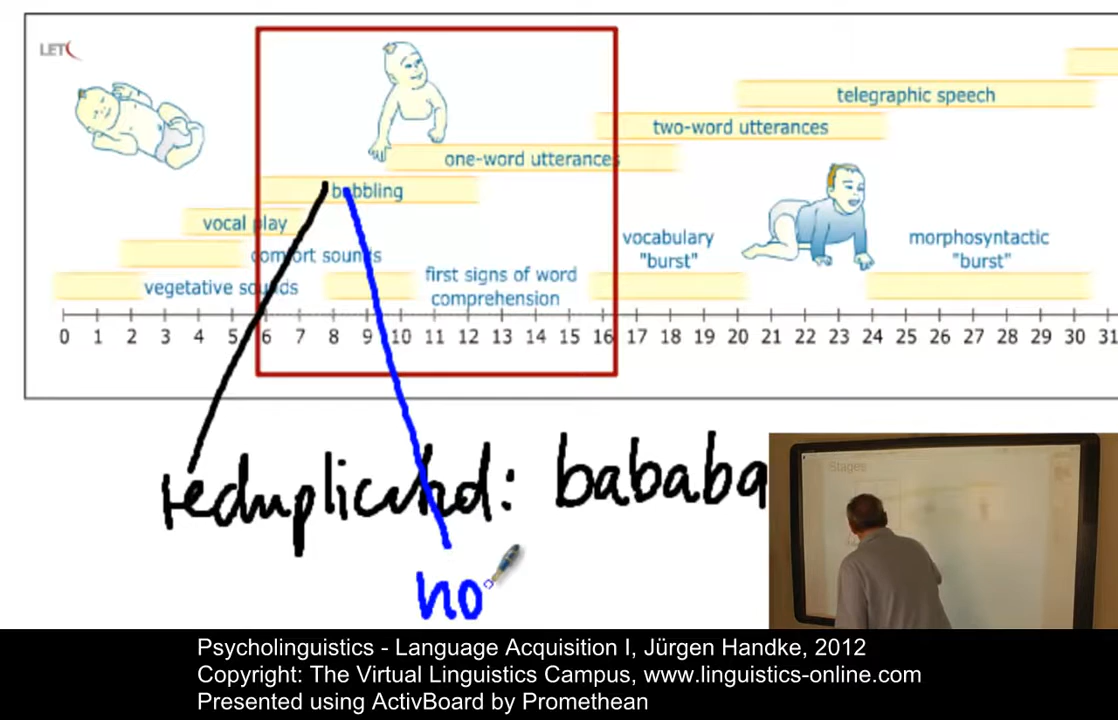 LET
telegraphic speech
two-word utterances
one-word utterances
babbling
vocal play
comfort sounds
vegetative sounds
first signs of word
comprehension
vocabulary
"burst"
morphosyntactic
"burst"
0 1 2 3 4 5 6 7 8 9 10 11 12 13 14 15 16 17 18 19 20 21 22 23 24 25 26 27 28 29 30 31
reduplicated: bababa
no
Stages
Psycholinguistics - Language Acquisition I, Jürgen Handke, 2012
Copyright: The Virtual Linguistics Campus, www.linguistics-online.com
Presented using ActivBoard by Promethean